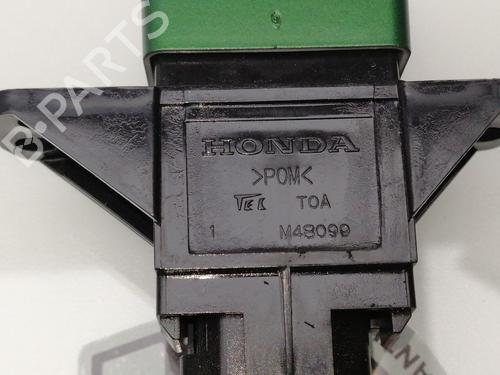 HONDA
>POM<
TEL TOA
1 M48099
B-PARTS